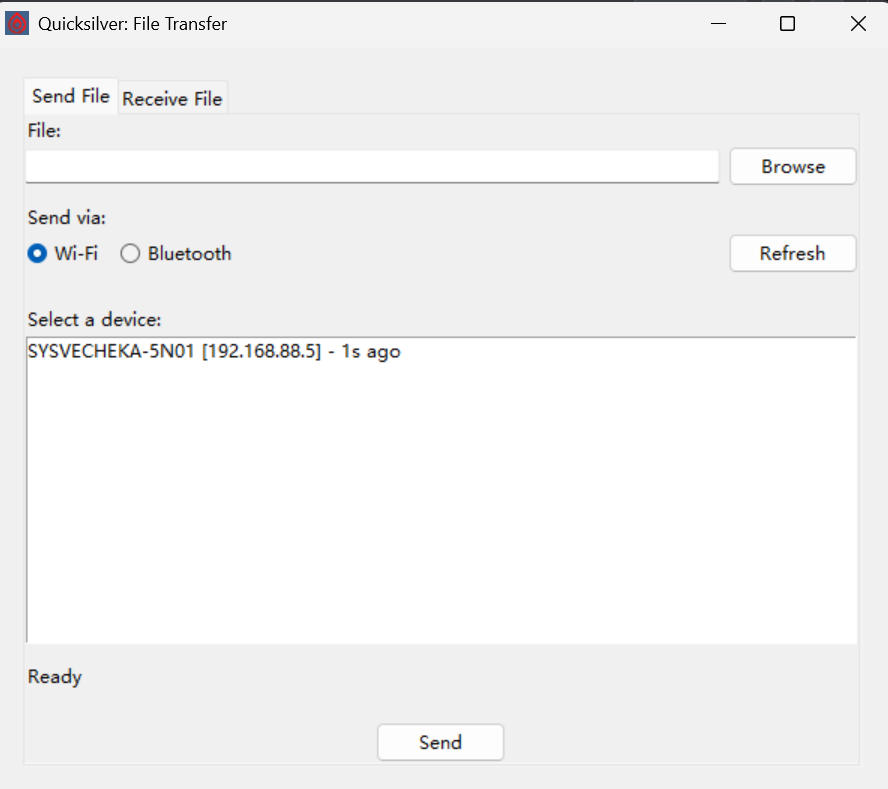 Quicksilver: File Transfer
Send File Receive File
File:
Browse
Send via:
Wi-Fi Bluetooth Refresh
Select a device:
SYSVECHEKA-5N01 [192.168.88.5] - 1s ago
Ready
Send